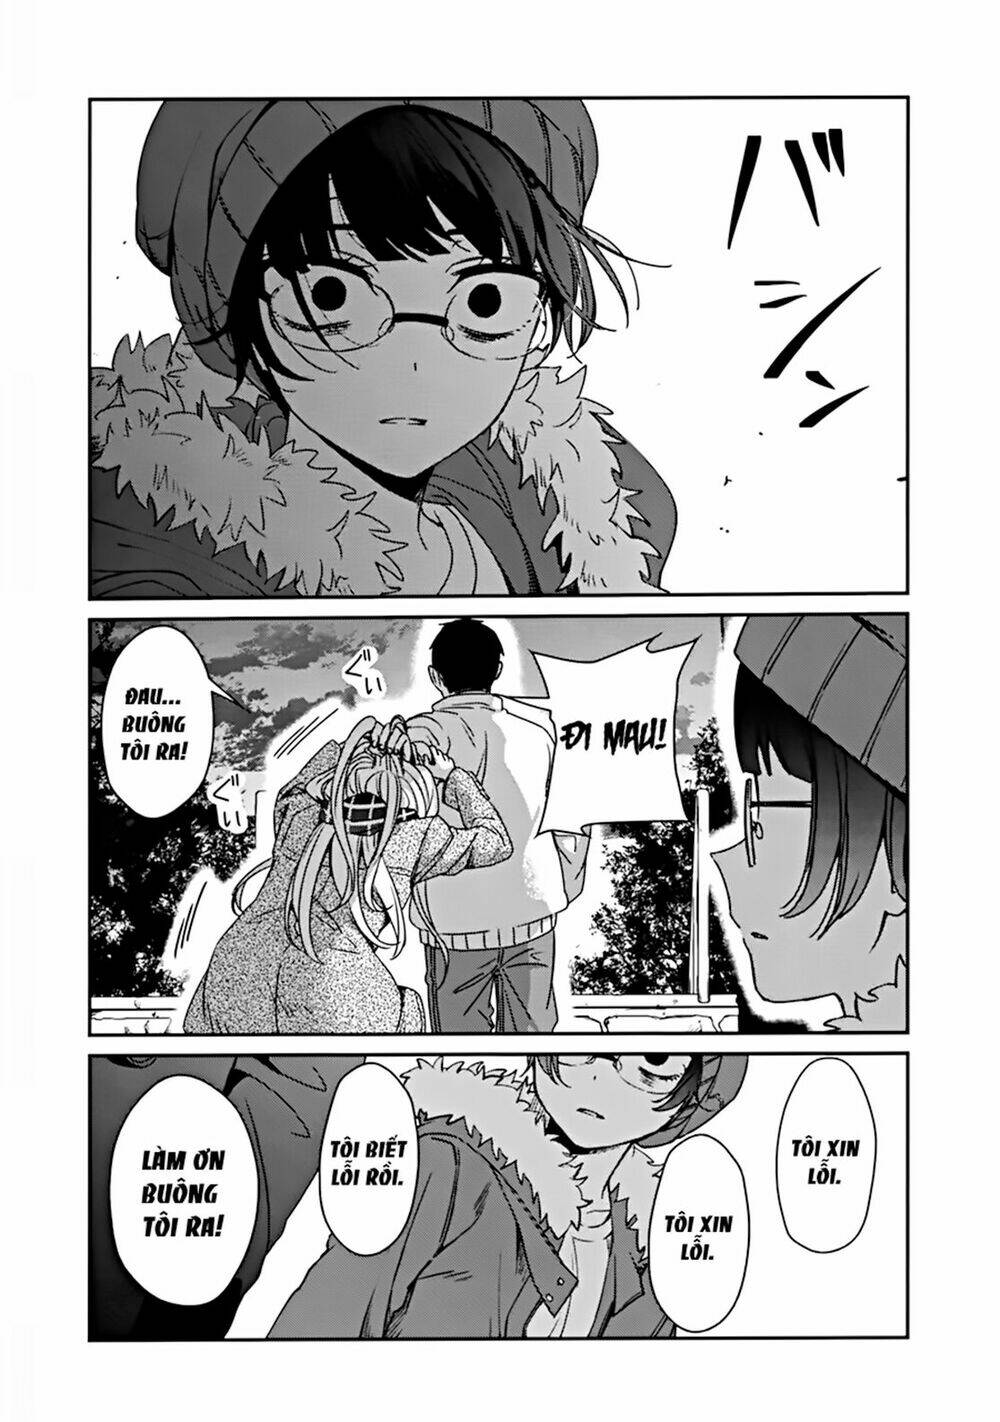 バン
ĐI MAU!
ぐい
ĐAU...
BUÔNG
TÔI RA!
ぐい
TÔI XIN
LỖI.
TÔI XIN
LỖI.
TÔI BIẾT
LỖI RỒI.
LÀM ƠN
BUÔNG
TÔI RA!